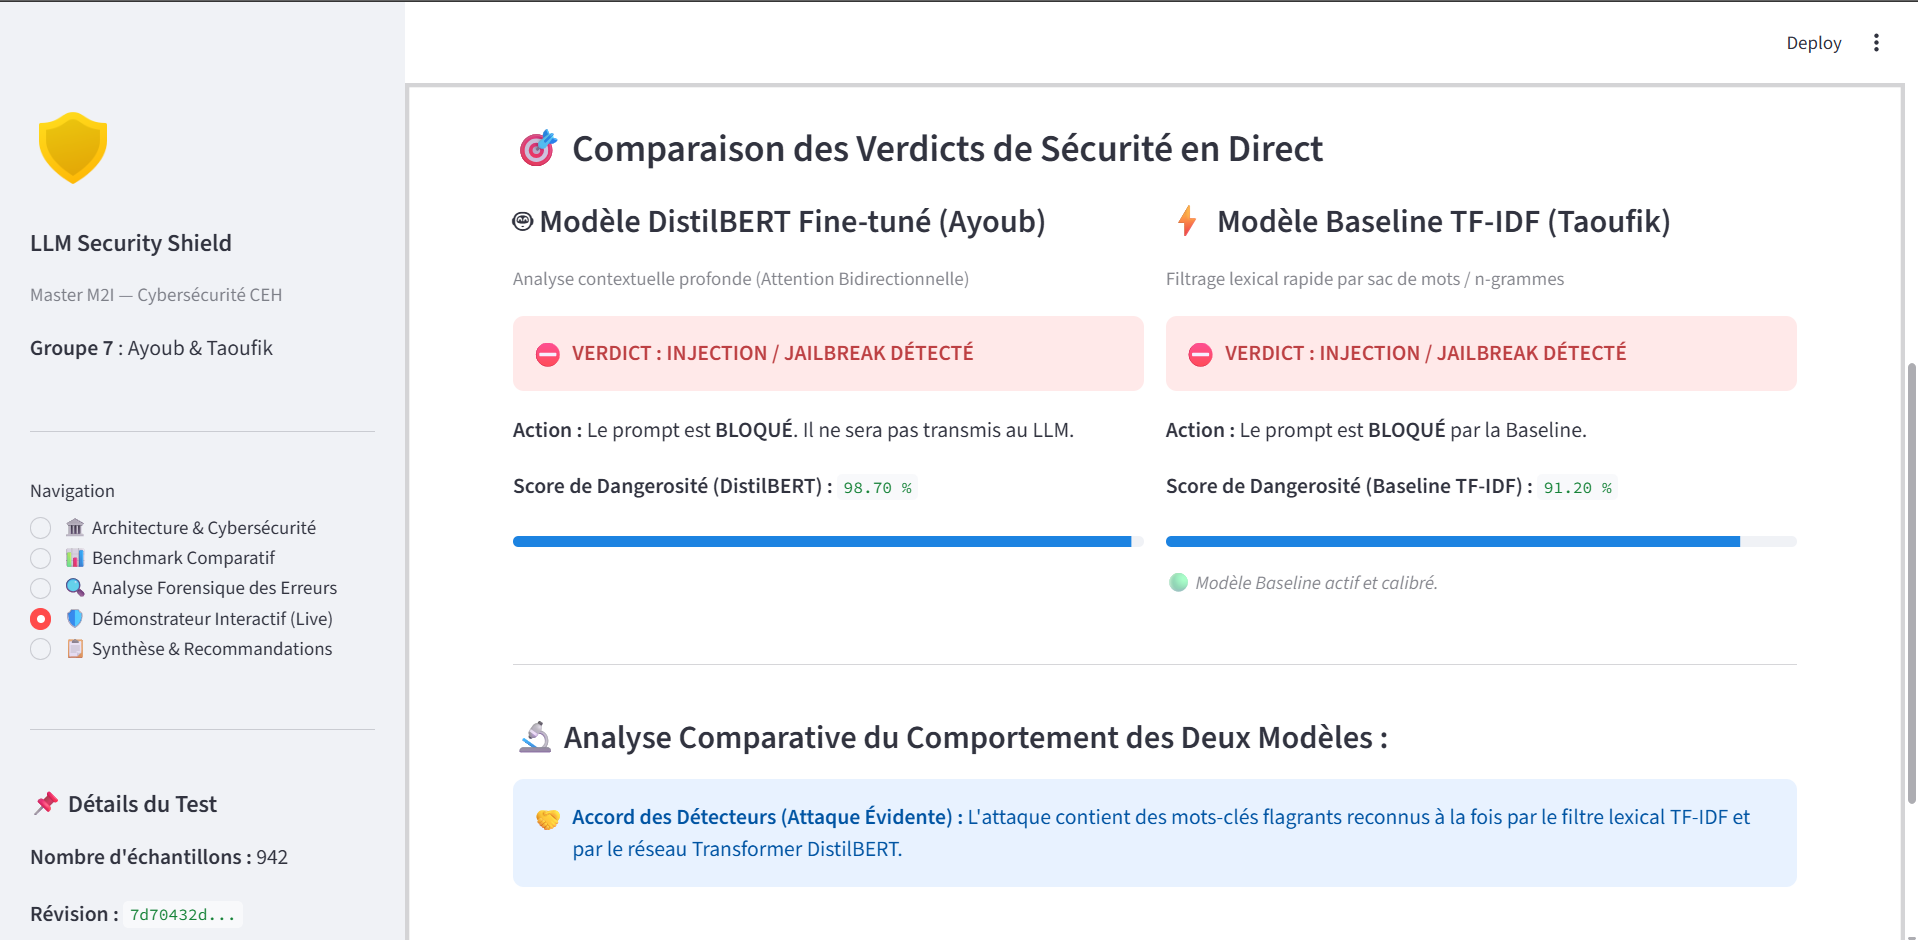 Deploy
LLM Security Shield
Master M2I — Cybersécurité CEH
Groupe 7 : Ayoub & Taoufik
Navigation
Architecture & Cybersécurité
Benchmark Comparatif
Analyse Forensique des Erreurs
Démonstrateur Interactif (Live)
Synthèse & Recommandations
Détails du Test
Nombre d'échantillons : 942
Révision : 7d70432d...
Comparaison des Verdicts de Sécurité en Direct
Modèle DistilBERT Fine-tuné (Ayoub)
Analyse contextuelle profonde (Attention Bidirectionnelle)
VERDICT : INJECTION / JAILBREAK DÉTECTÉ
Action : Le prompt est BLOQUÉ. Il ne sera pas transmis au LLM.
Score de Dangerosité (DistilBERT) : 98.70 %
Modèle Baseline TF-IDF (Taoufik)
Filtrage lexical rapide par sac de mots / n-grammes
VERDICT : INJECTION / JAILBREAK DÉTECTÉ
Action : Le prompt est BLOQUÉ par la Baseline.
Score de Dangerosité (Baseline TF-IDF) : 91.20 %
Modèle Baseline actif et calibré.
Analyse Comparative du Comportement des Deux Modèles :
Accord des Détecteurs (Attaque Évidente) : L'attaque contient des mots-clés flagrants reconnus à la fois par le filtre lexical TF-IDF et
par le réseau Transformer DistilBERT.